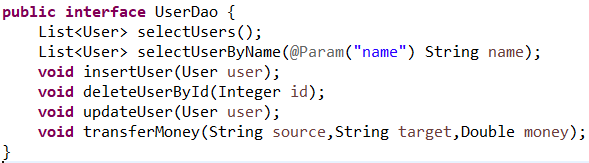 public interface UserDao {
    List<User> selectUsers();
    List<User> selectUserByName(@Param("name") String name);
    void insertUser(User user);
    void deleteUserById(Integer id);
    void updateUser(User user);
    void transferMoney(String source,String target,Double money);
}